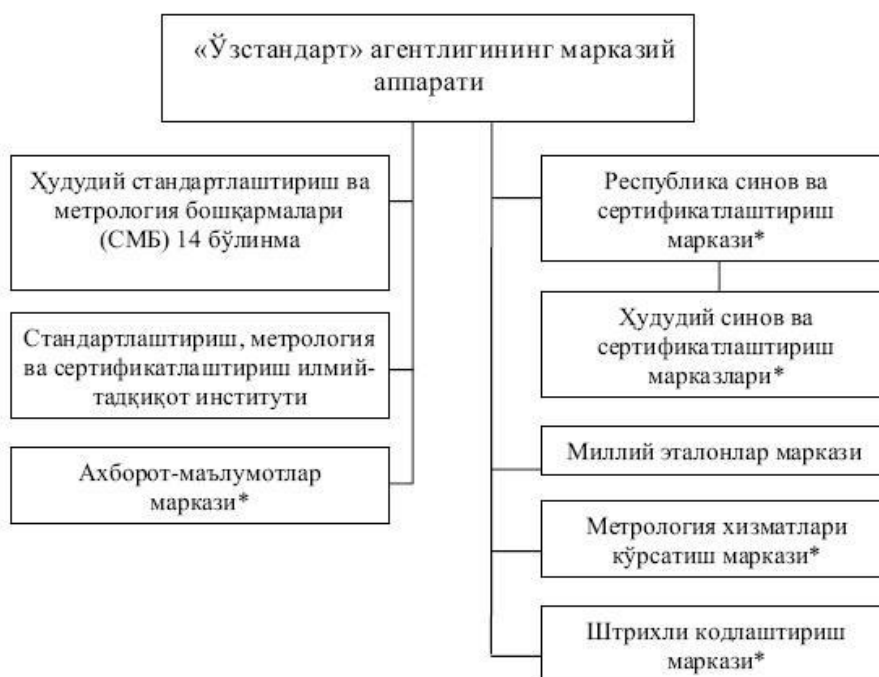 «Ўзстандарт» агентлигининг марказий
аппарати
Ҳудудий стандартлаштириш ва
метрология бошқармалари
(СМБ) 14 бўлинма
Стандартлаштириш, метрология
ва сертификатлаштириш илмий-
тадқиқот институти
Ахборот-маълумотлар
маркази*
Республика синов ва
сертификатлаштириш
маркази*
Ҳудудий синов ва
сертификатлаштириш
марказлари*
Миллий эталонлар маркази
Метрология хизматлари
кўрсатиш маркази*
Штрихли кодлаштириш
маркази*